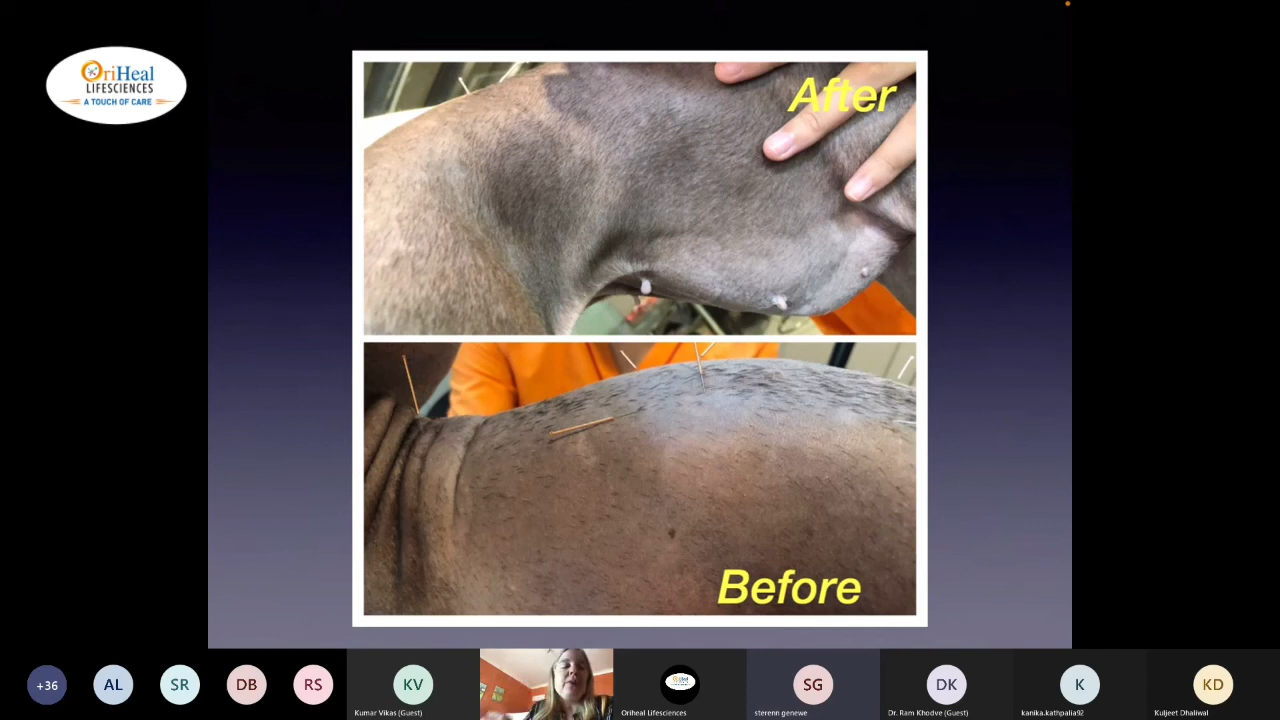 OriHeal
LIFESCIENCES
A TOUCH OF CARE
After
Before
+36
AL
SR
DB
RS
KV
Kumar Vikas (Guest)
Oriheal Lifesciences
SG
sterenn genewe
DK
Dr. Ram Khodve (Guest)
K
kanika.kathpalia92
KD
Kuljeet Dhaliwal